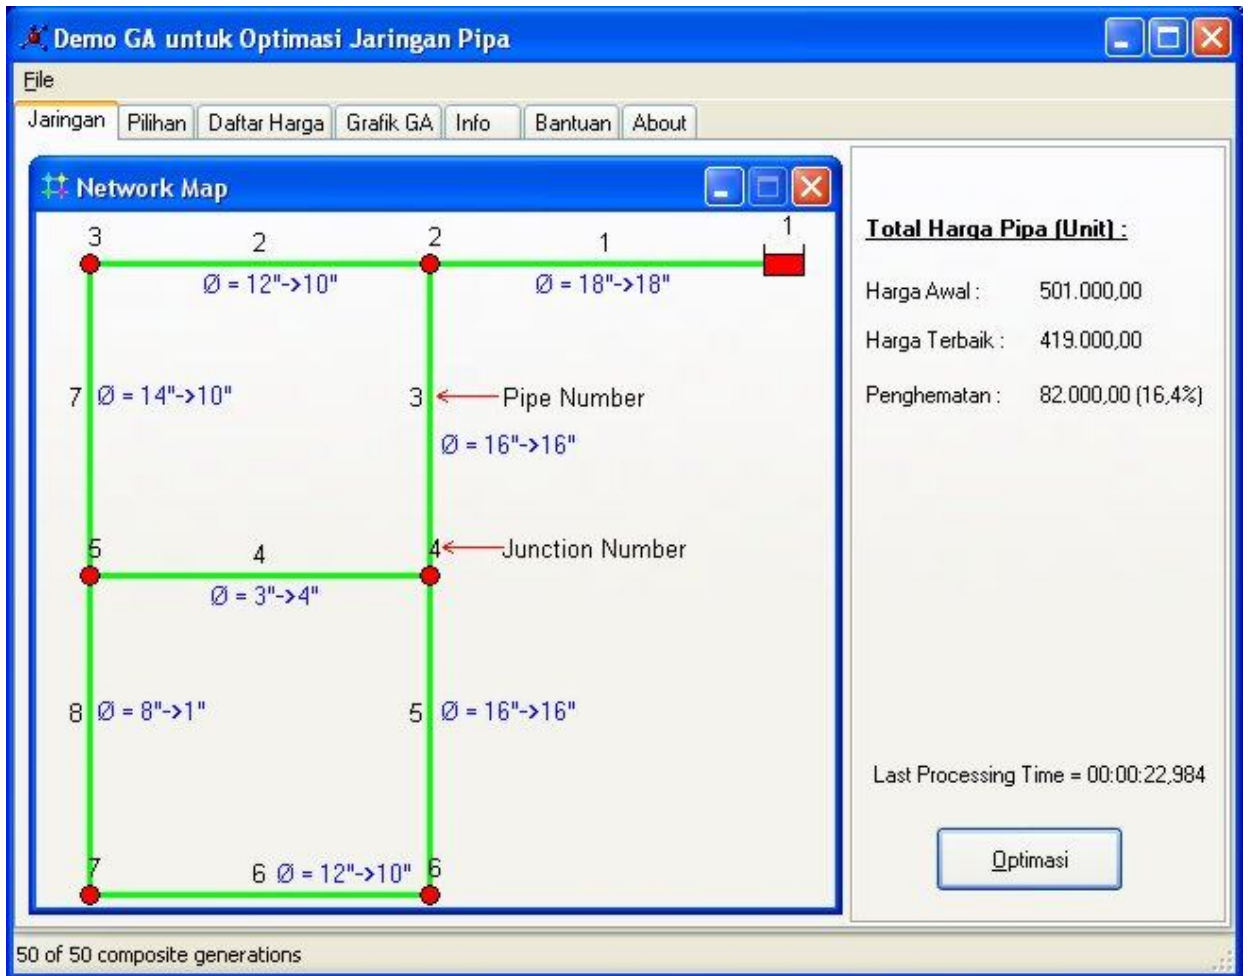 Demo GA untuk Optimasi Jaringan Pipa
File
Jaringan Pilihan Daftar Harga Grafik GA Info Bantuan About
Network Map
3 2 2 1 1
Ø = 12"->10" Ø = 18"->18"
7 Ø = 14"->10" 3 Pipe Number
Ø = 16"->16"
5 4 4 Junction Number
Ø = 3"->4"
8 Ø = 8"->1" 5 Ø = 16"->16"
7 6 Ø = 12"->10" 6
Total Harga Pipa (Unit) :
Harga Awal : 501.000,00
Harga Terbaik : 419.000,00
Penghematan : 82.000,00 (16,4%)
Last Processing Time = 00:00:22,984
Optimasi
50 of 50 composite generations